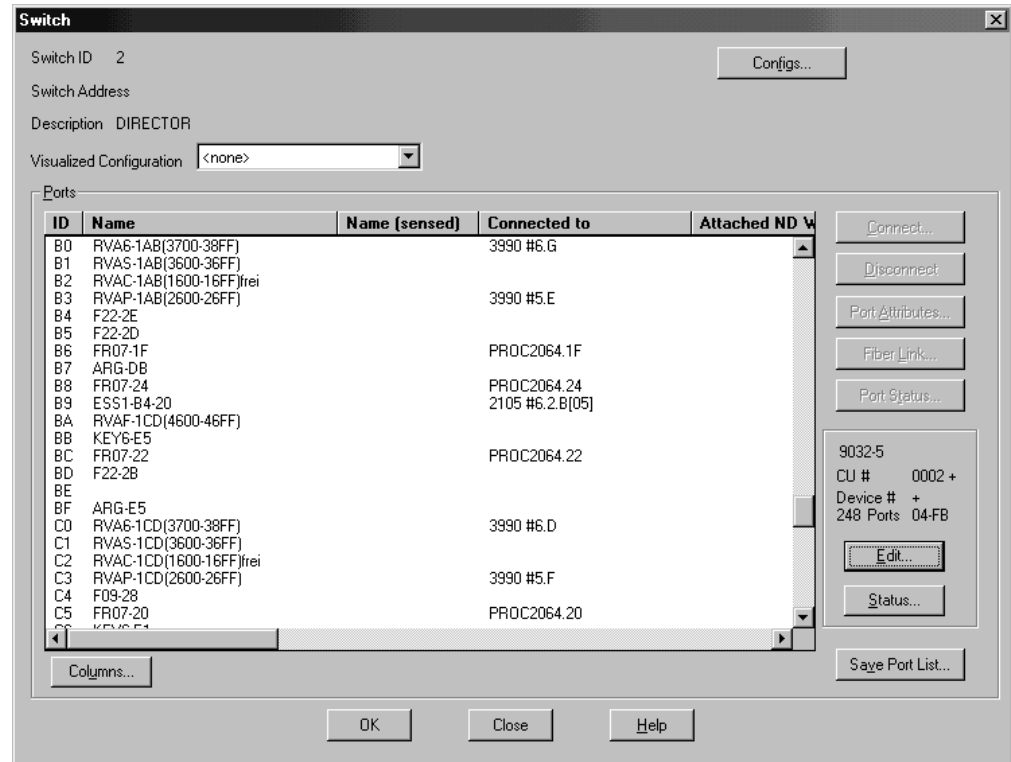 Switch
Switch ID 2
Configs...
Switch Address
Description DIRECTOR
Visualized Configuration <none>
Ports
ID Name Name (sensed) Connected to Attached ND
B0 RVA6-1AB(3700-38FF) 3990 #6.G
B1 RVAS-1AB(3600-36FF)
B2 RVAC-1AB(1600-16FF)frei
B3 RVAP-1AB(2600-26FF) 3990 #5.E
B4 F22-2E
B5 F22-2D
B6 FR07-1F PROC2064.1F
B7 ARG-DB
B8 FR07-24 PROC2064.24
B9 ESS1-B4-20 2105 #6.2.B[05]
BA RVAF-1CD(4600-46FF)
BB KEY6-E5
BC FR07-22 PROC2064.22
BD F22-2B
BE
BF ARG-E5
C0 RVA6-1CD(3700-38FF) 3990 #6.D
C1 RVAS-1CD(3600-36FF)
C2 RVAC-1CD(1600-16FF)frei
C3 RVAP-1CD(2600-26FF) 3990 #5.F
C4 F09-28
C5 FR07-20 PROC2064.20
Connect...
Disconnect
Port Attributes...
Fiber Link...
Port Status...
9032-5
CU # 0002 +
Device # +
248 Ports 04-FB
Edit...
Status...
Columns...
Save Port List...
OK
Close
Help